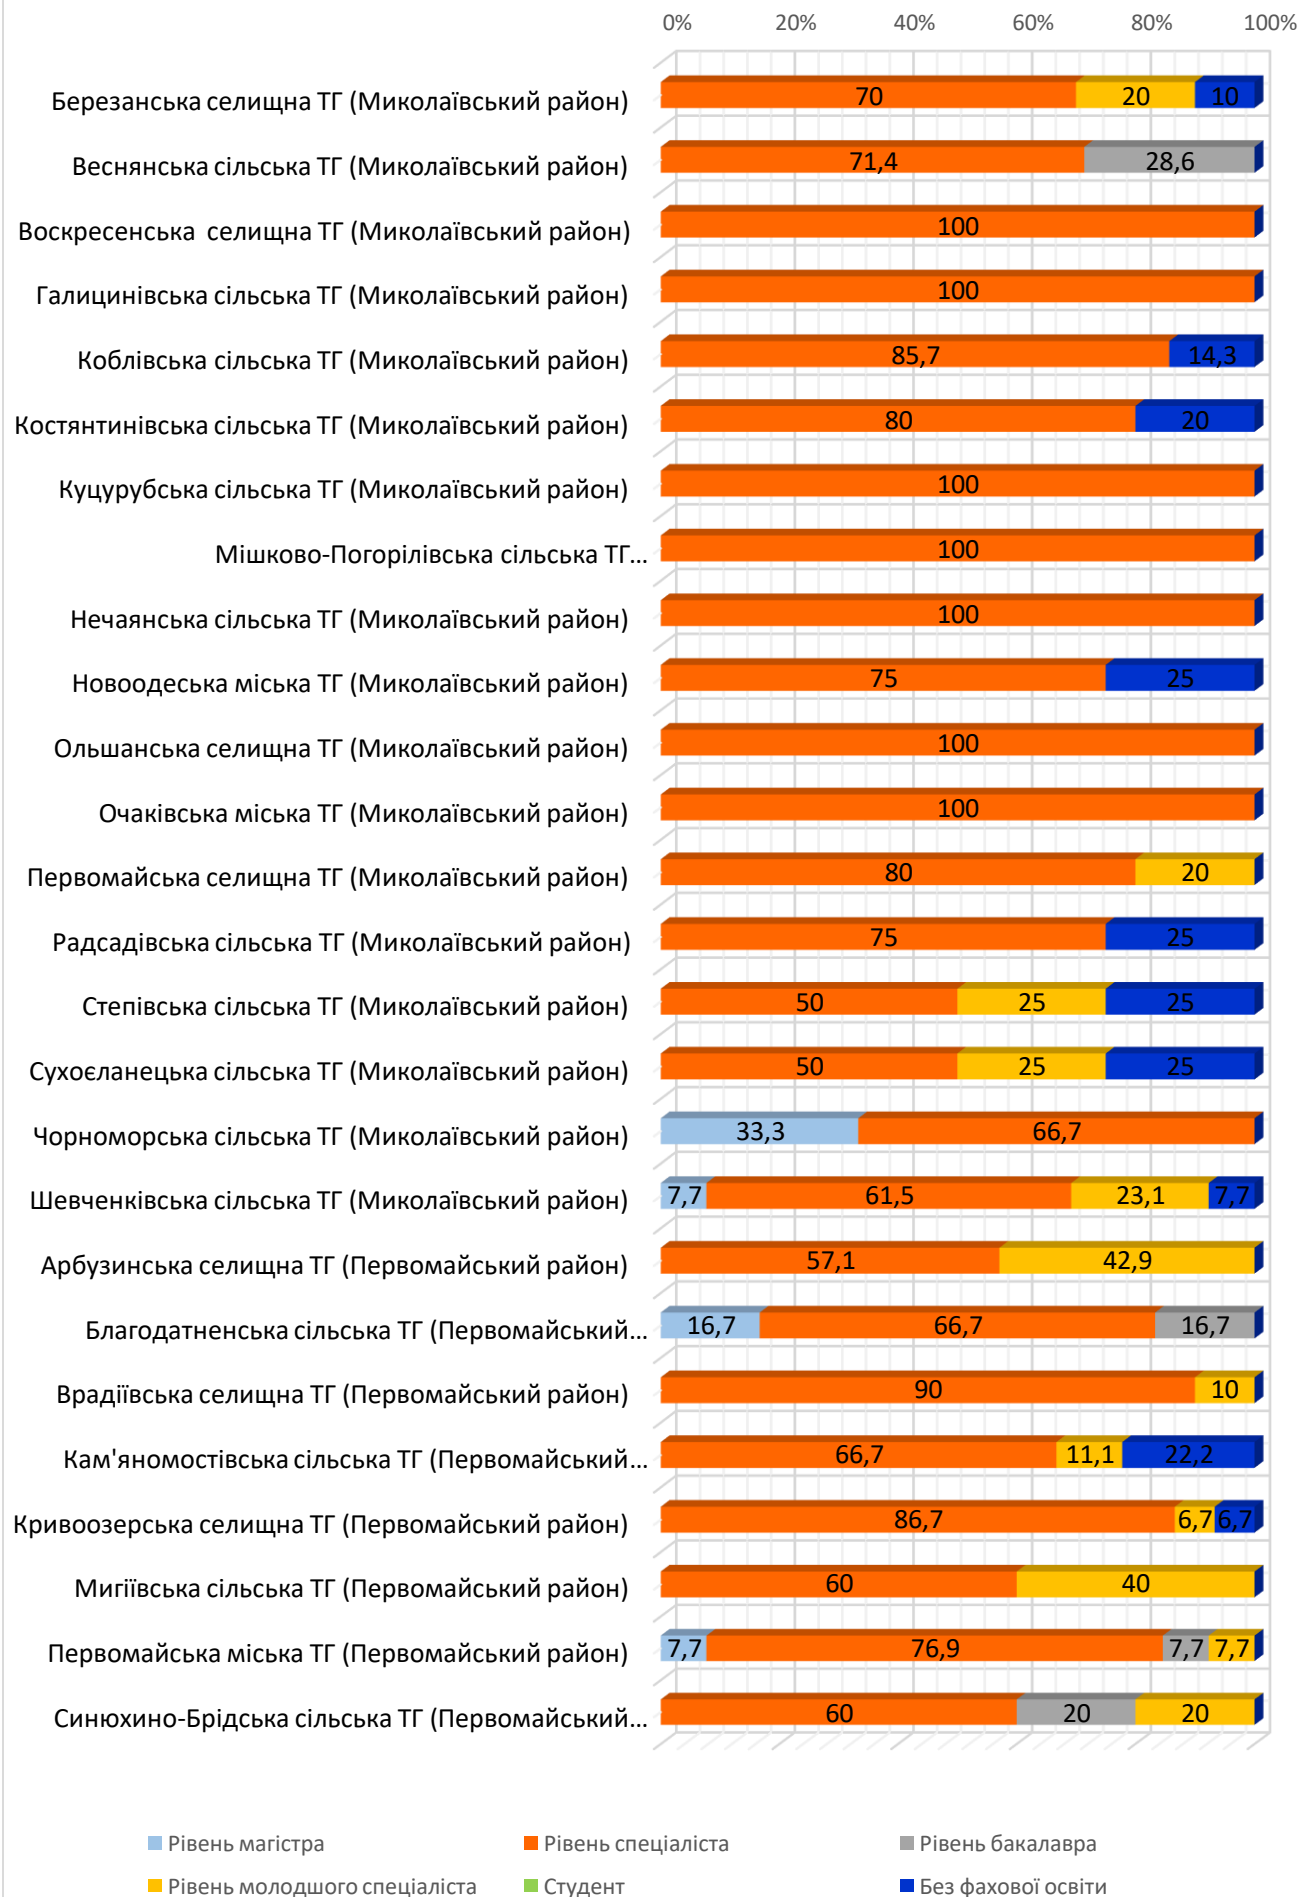 0% 20% 40% 60% 80% 100%
Березанська селищна ТГ (Миколаївський район) 70 20 10
Веснянська сільська ТГ (Миколаївський район) 71,4 28,6
Воскресенська селищна ТГ (Миколаївський район) 100
Галицинівська сільська ТГ (Миколаївський район) 100
Коблівська сільська ТГ (Миколаївський район) 85,7 14,3
Костянтинівська сільська ТГ (Миколаївський район) 80 20
Куцурубська сільська ТГ (Миколаївський район) 100
Мішково-Погорілівська сільська ТГ... 100
Нечаянська сільська ТГ (Миколаївський район) 100
Новоодеська міська ТГ (Миколаївський район) 75 25
Ольшанська селищна ТГ (Миколаївський район) 100
Очаківська міська ТГ (Миколаївський район) 100
Первомайська селищна ТГ (Миколаївський район) 80 20
Радсадівська сільська ТГ (Миколаївський район) 75 25
Степівська сільська ТГ (Миколаївський район) 50 25 25
Сухоєланецька сільська ТГ (Миколаївський район) 50 25 25
Чорноморська сільська ТГ (Миколаївський район) 33,3 66,7
Шевченківська сільська ТГ (Миколаївський район) 7,7 61,5 23,1 7,7
Арбузинська селищна ТГ (Первомайський район) 57,1 42,9
Благодатненська сільська ТГ (Первомайський... 16,7 66,7 16,7
Врадіївська селищна ТГ (Первомайський район) 90 10
Кам'яномостівська сільська ТГ (Первомайський... 66,7 11,1 22,2
Кривоозерська селищна ТГ (Первомайський район) 86,7 6,7 6,7
Мигіївська сільська ТГ (Первомайський район) 60 40
Первомайська міська ТГ (Первомайський район) 7,7 76,9 7,7 7,7
Синюхино-Брідська сільська ТГ (Первомайський... 60 20 20
Рівень магістра Рівень спеціаліста Рівень бакалавра
Рівень молодшого спеціаліста Студент Без фахової освіти